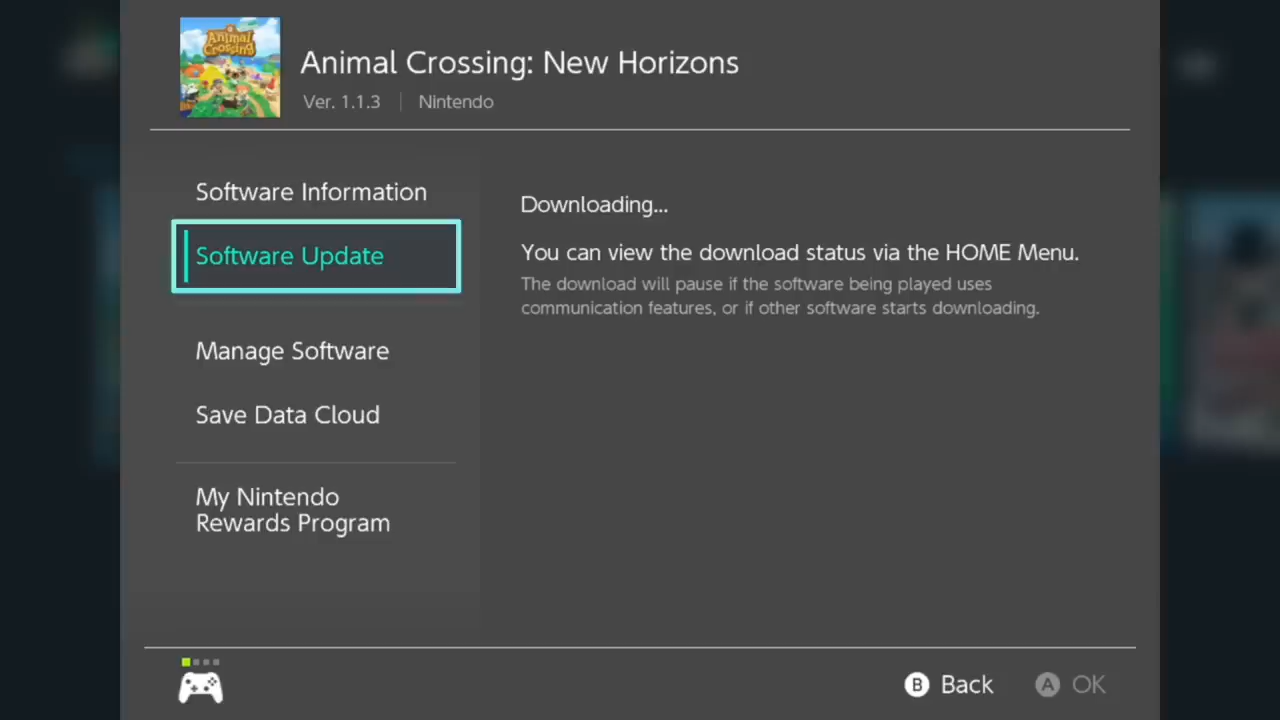 Animal Crossing
Animal Crossing: New Horizons
Ver. 1.1.3 | Nintendo
Software Information
Software Update
Manage Software
Save Data Cloud
My Nintendo
Rewards Program
Downloading...
You can view the download status via the HOME Menu.
The download will pause if the software being played uses
communication features, or if other software starts downloading.
B Back
A OK